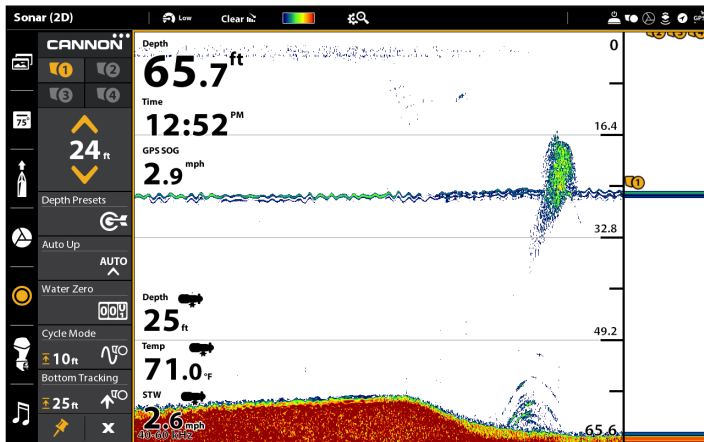 Sonar (2D)
Low
Clear
GPS
CANNON
1
2
3
4
75°
24 ft
Depth Presets
Auto Up
AUTO
Water Zero
Cycle Mode
10 ft
Bottom Tracking
25 ft
X
Depth
65.7 ft
Time
12:52 PM
GPS SOG
2.9 mph
Depth
25 ft
Temp
71.0 °F
STW
2.6 mph
40-60 kHz
0
16.4
32.8
49.2
65.6
1